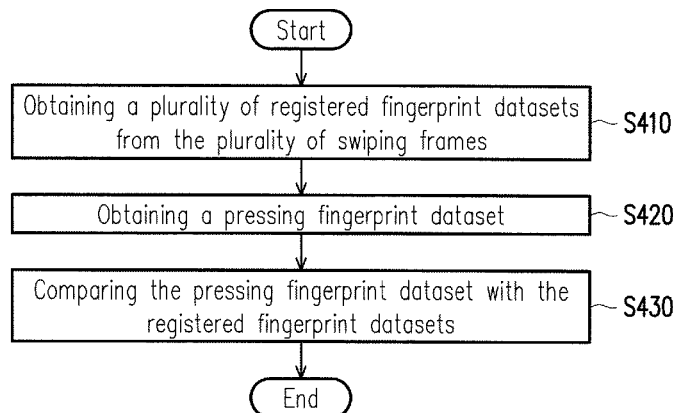 Start
Obtaining a plurality of registered fingerprint datasets
from the plurality of swiping frames
S410
Obtaining a pressing fingerprint dataset
S420
Comparing the pressing fingerprint dataset with the
registered fingerprint datasets
S430
End